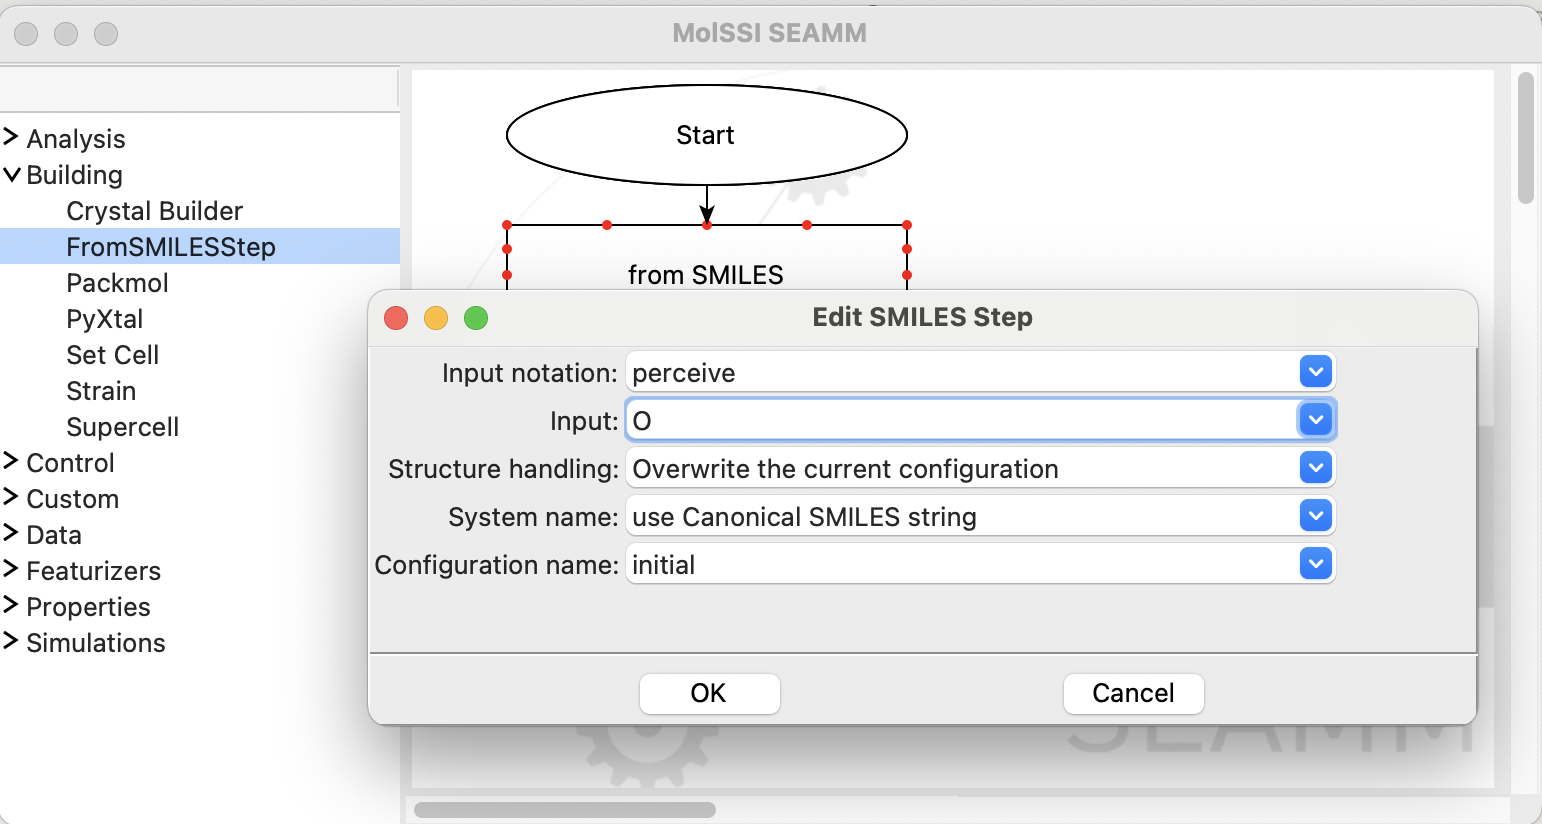 MolSSI SEAMM
Analysis
Building
Crystal Builder
FromSMILESStep
Packmol
PyXtal
Set Cell
Strain
Supercell
Control
Custom
Data
Featurizers
Properties
Simulations
Start
from SMILES
Edit SMILES Step
Input notation: perceive
Input: O
Structure handling: Overwrite the current configuration
System name: use Canonical SMILES string
Configuration name: initial
OK Cancel
SEAMM